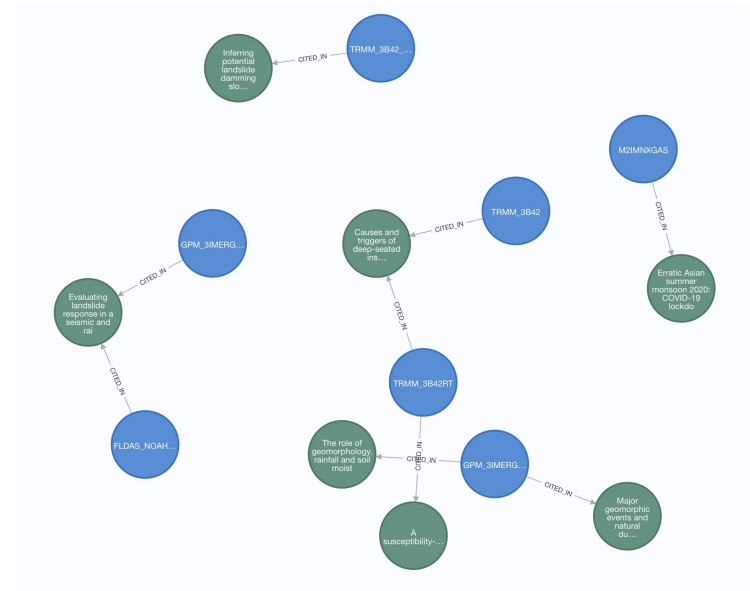 Inferring
potential
landslide
damming
slo…
CITED_IN
TRMM_3B42_…
M2IMNXGAS
CITED_IN
Erratic Asian
summer
monsoon 2020:
COVID-19
lockdo
GPM_3IMERG…
CITED_IN
Evaluating
landslide
response in a
seismic and
rai
CITED_IN
FLDAS_NOAH…
TRMM_3B42
CITED_IN
Causes and
triggers of
deep-seated
ins…
CITED_IN
TRMM_3B42RT
CITED_IN
The role of
geomorphology,
rainfall and soil
moist
CITED_IN
GPM_3IMERG…
CITED_IN
A
susceptibility-…
Major
geomorphic
events and
natural
du…